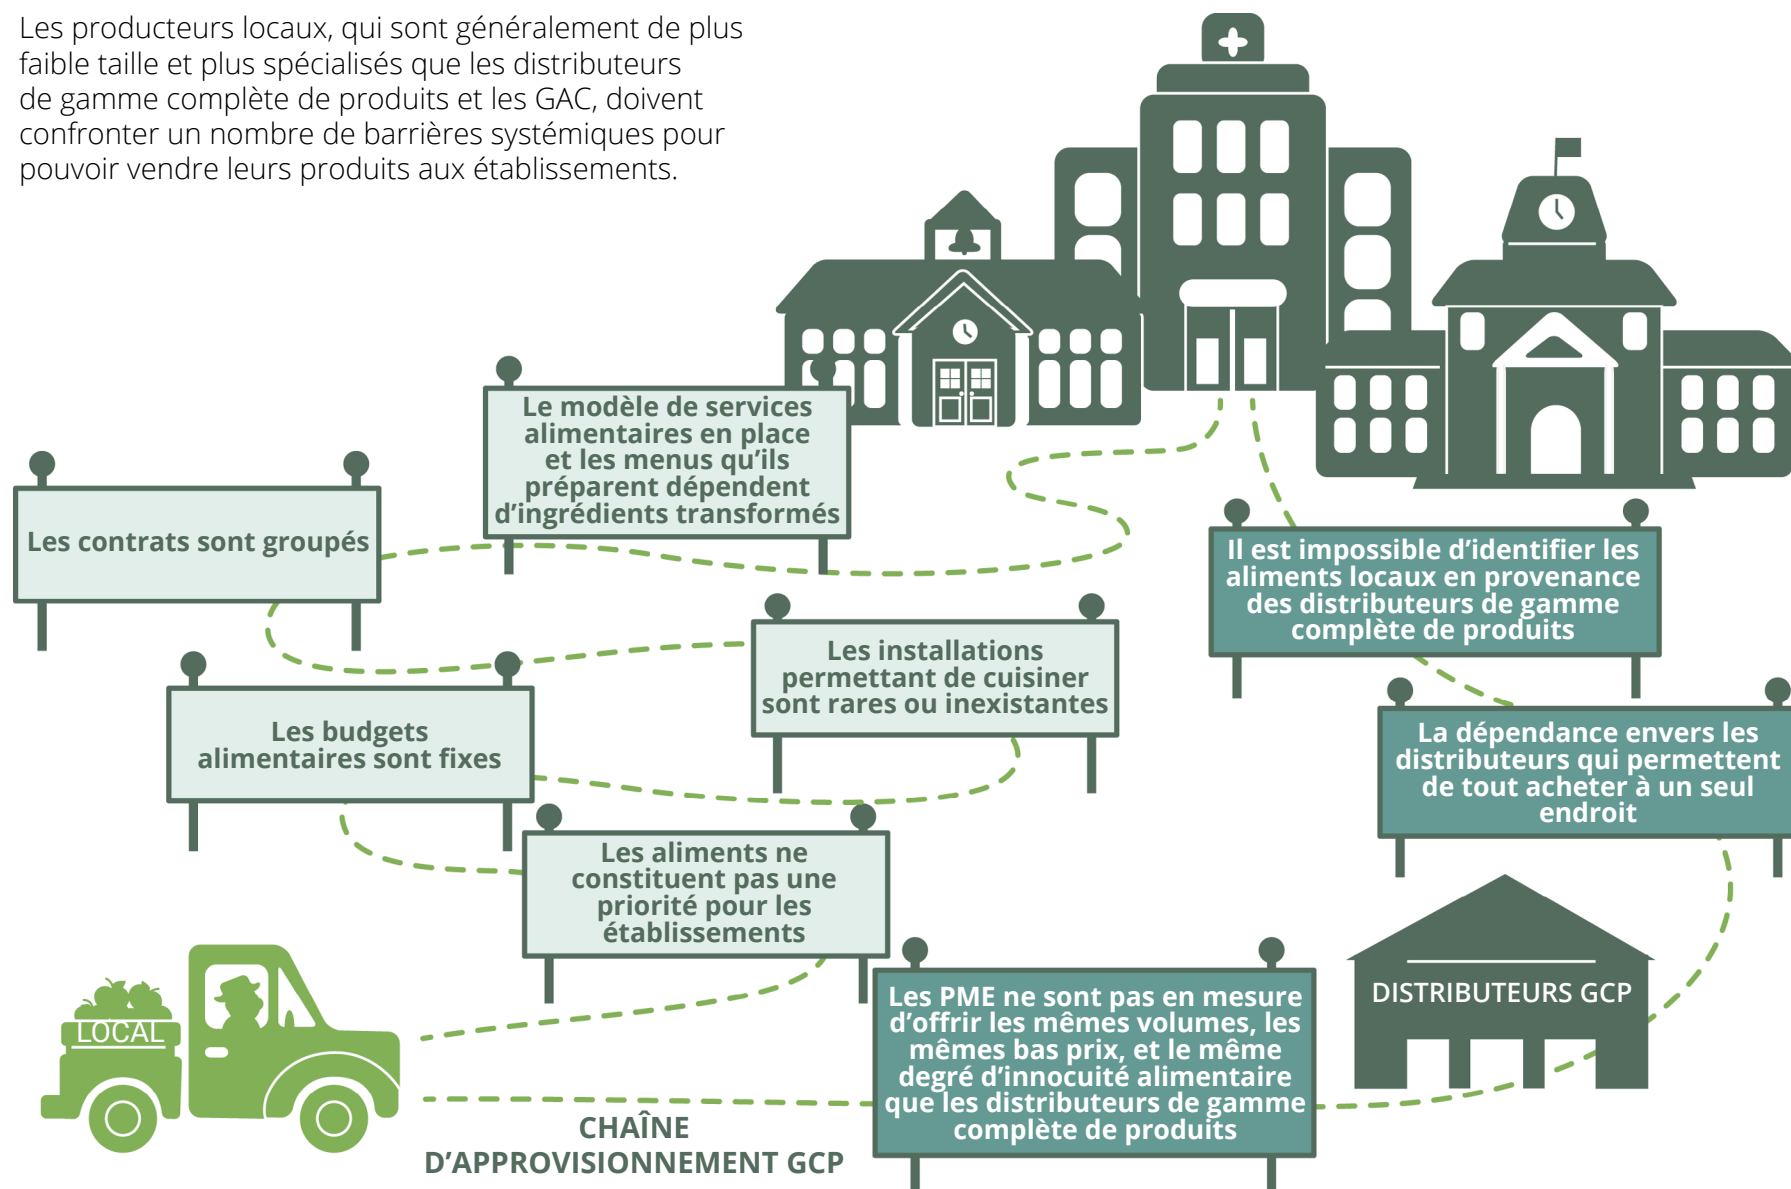 Les producteurs locaux, qui sont généralement de plus
faible taille et plus spécialisés que les distributeurs
de gamme complète de produits et les GAC, doivent
confronter un nombre de barrières systémiques pour
pouvoir vendre leurs produits aux établissements.
Le modèle de services
alimentaires en place
et les menus qu’ils
préparent dépendent
d’ingrédients transformés
Les contrats sont groupés
Il est impossible d’identifier les
aliments locaux en provenance
des distributeurs de gamme
complète de produits
Les installations
permettant de cuisiner
sont rares ou inexistantes
Les budgets
alimentaires sont fixes
La dépendance envers les
distributeurs qui permettent
de tout acheter à un seul
endroit
Les aliments ne
constituent pas une
priorité pour les
établissements
Les PME ne sont pas en mesure
d’offrir les mêmes volumes, les
mêmes bas prix, et le même
degré d’innocuité alimentaire
que les distributeurs de gamme
complète de produits
DISTRIBUTEURS GCP
LOCAL
CHAÎNE
D’APPROVISIONNEMENT GCP